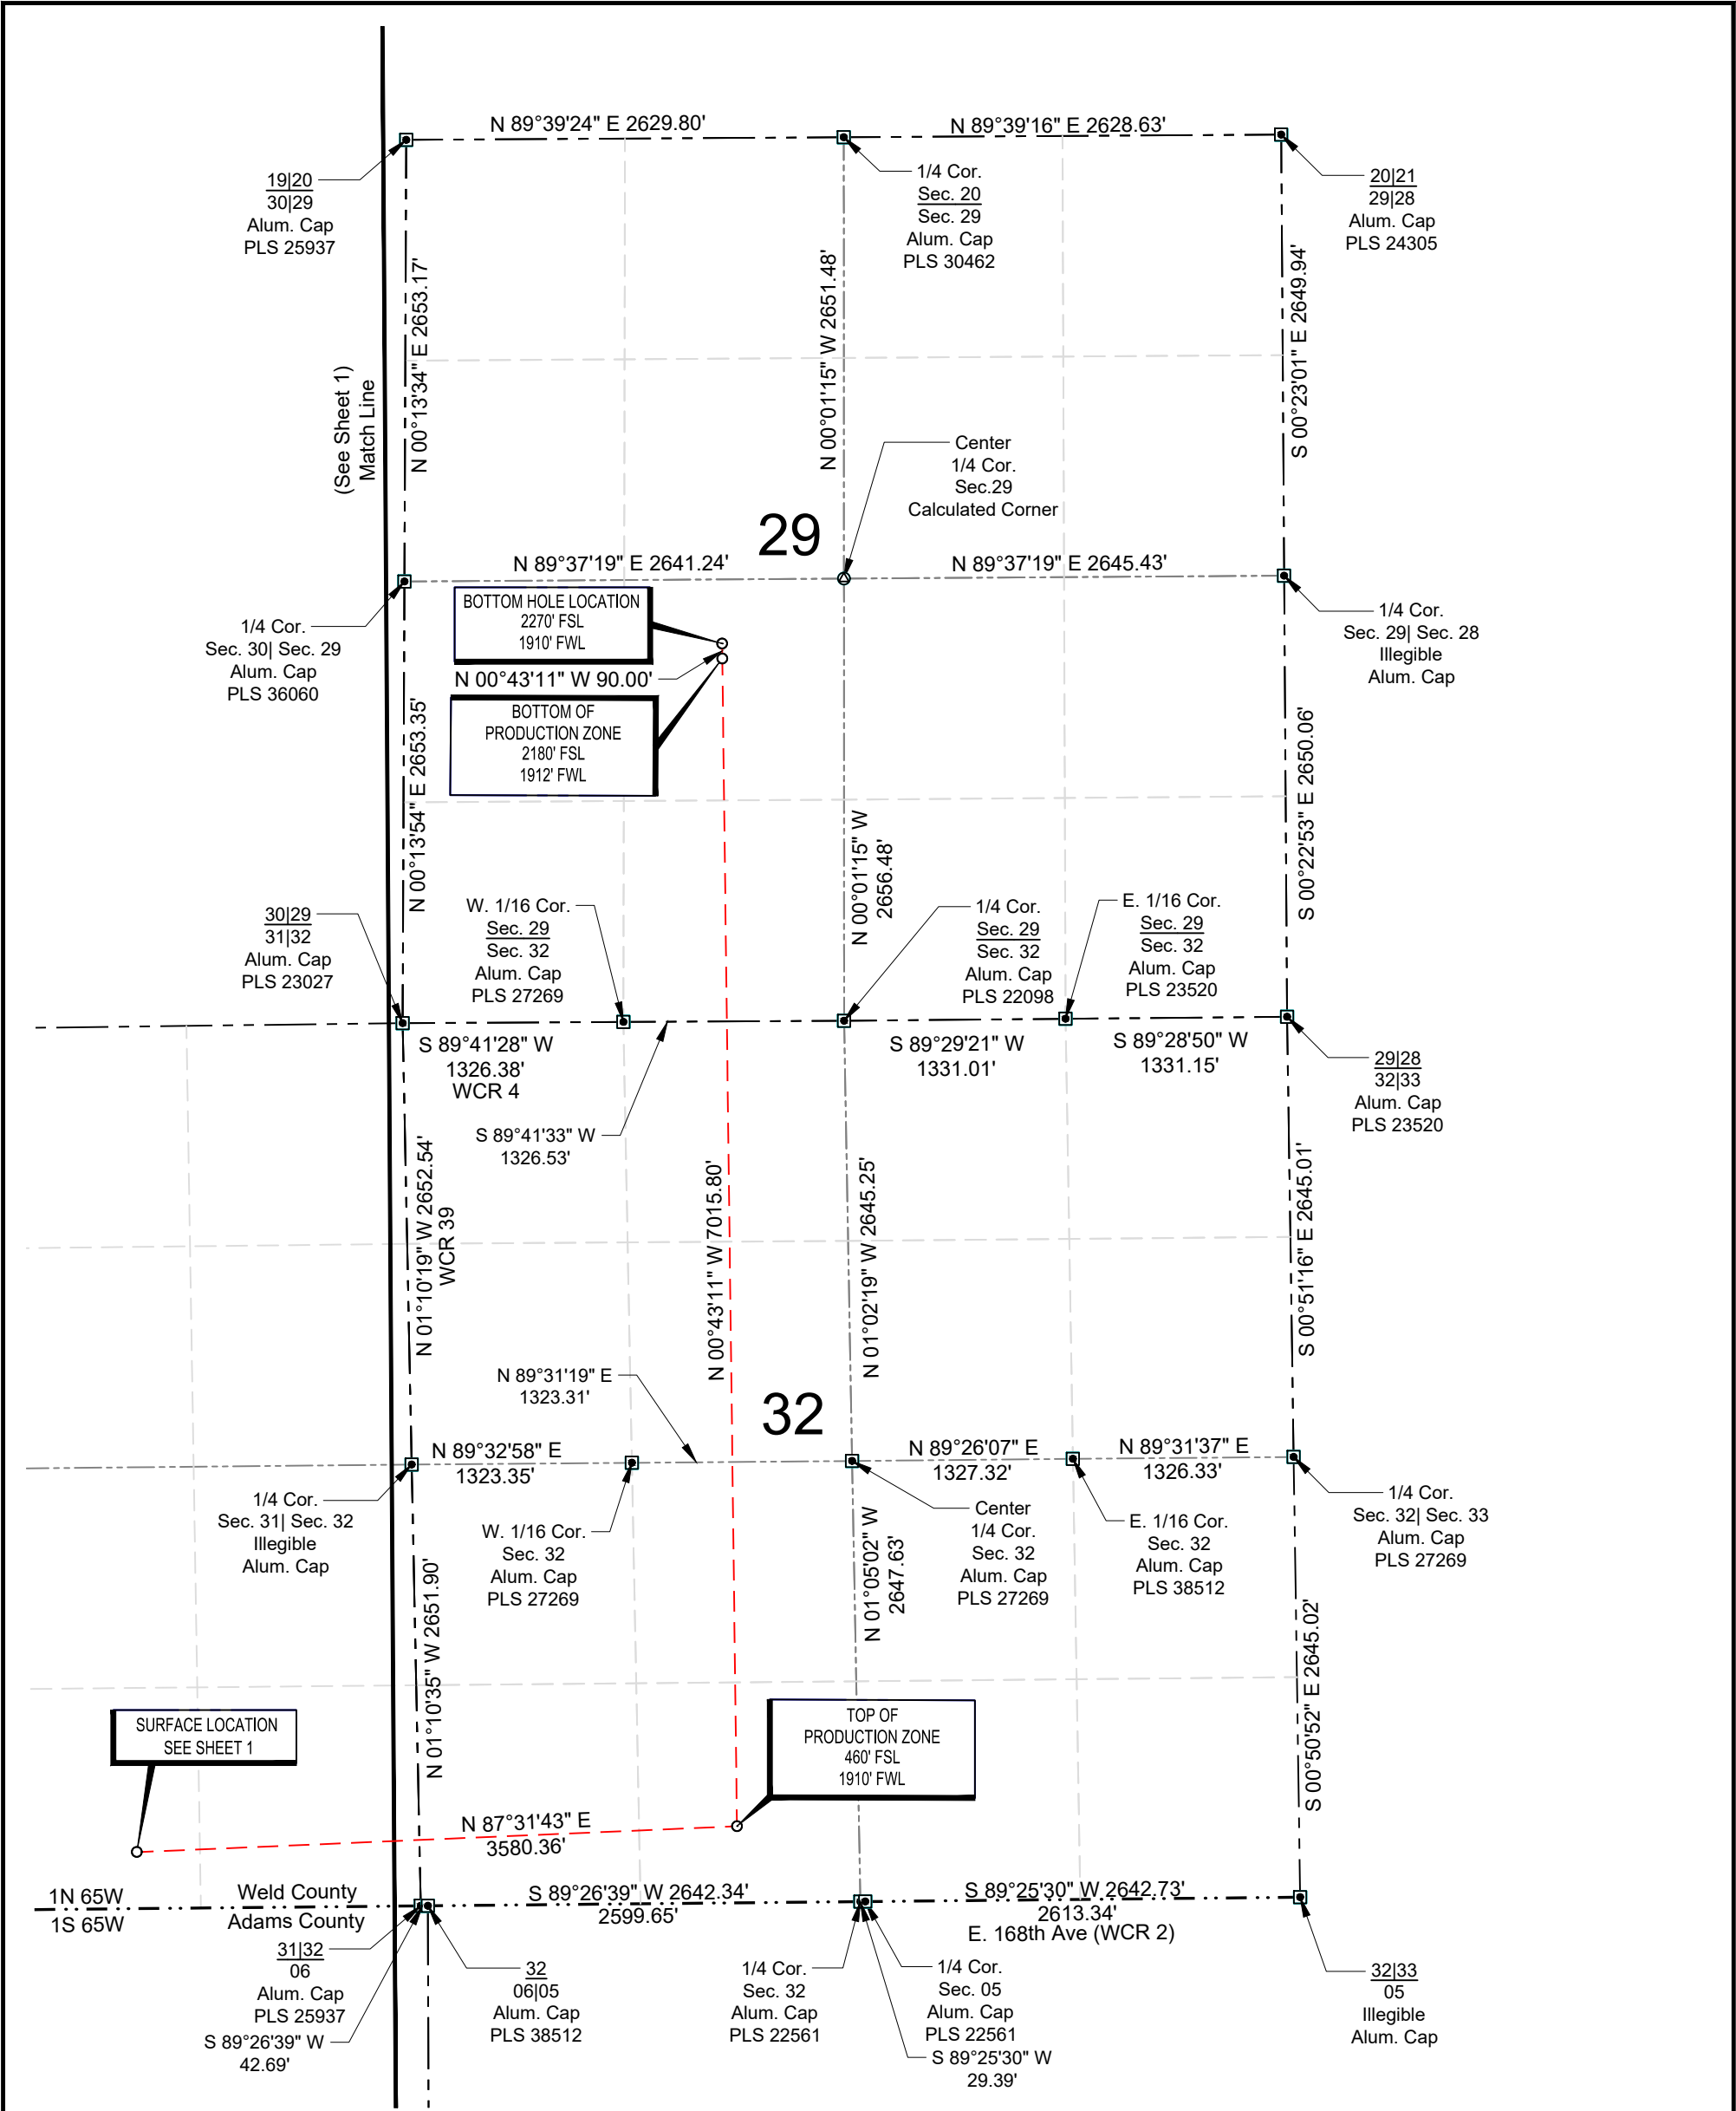 N 89°39'24" E 2629.80'
N 89°39'16" E 2628.63'
19|20
30|29
Alum. Cap
PLS 25937
1/4 Cor.
Sec. 20
Sec. 29
Alum. Cap
PLS 30462
20|21
29|28
Alum. Cap
PLS 24305
N 00°13'34" E 2653.17'
N 00°01'15" W 2651.48'
S 00°23'01" E 2649.94'
(See Sheet 1)
Match Line
Center
1/4 Cor.
Sec.29
Calculated Corner
29
N 89°37'19" E 2641.24'
N 89°37'19" E 2645.43'
BOTTOM HOLE LOCATION
2270' FSL
1910' FWL
1/4 Cor.
Sec. 30| Sec. 29
Alum. Cap
PLS 36060
1/4 Cor.
Sec. 29| Sec. 28
Illegible
Alum. Cap
N 00°43'11" W 90.00'
BOTTOM OF
PRODUCTION ZONE
2180' FSL
1912' FWL
N 00°13'54" E 2653.35'
N 00°01'15" W
2656.48'
S 00°22'53" E 2650.06'
30|29
31|32
Alum. Cap
PLS 23027
W. 1/16 Cor.
Sec. 29
Sec. 32
Alum. Cap
PLS 27269
1/4 Cor.
Sec. 29
Sec. 32
Alum. Cap
PLS 22098
E. 1/16 Cor.
Sec. 29
Sec. 32
Alum. Cap
PLS 23520
S 89°41'28" W
1326.38'
WCR 4
S 89°29'21" W
1331.01'
S 89°28'50" W
1331.15'
29|28
32|33
Alum. Cap
PLS 23520
S 89°41'33" W
1326.53'
N 01°10'19" W 2652.54'
WCR 39
N 00°43'11" W 7015.80'
N 01°02'19" W 2645.25'
S 00°51'16" E 2645.01'
N 89°31'19" E
1323.31'
32
N 89°32'58" E
1323.35'
N 89°26'07" E
1327.32'
N 89°31'37" E
1326.33'
1/4 Cor.
Sec. 31| Sec. 32
Illegible
Alum. Cap
W. 1/16 Cor.
Sec. 32
Alum. Cap
PLS 27269
Center
1/4 Cor.
Sec. 32
Alum. Cap
PLS 27269
E. 1/16 Cor.
Sec. 32
Alum. Cap
PLS 38512
1/4 Cor.
Sec. 32| Sec. 33
Alum. Cap
PLS 27269
N 01°10'35" W 2651.90'
N 01°05'02" W
2647.63'
S 00°50'52" E 2645.02'
SURFACE LOCATION
SEE SHEET 1
TOP OF
PRODUCTION ZONE
460' FSL
1910' FWL
N 87°31'43" E
3580.36'
1N 65W
1S 65W
Weld County
Adams County
S 89°26'39" W 2642.34'
2599.65'
S 89°25'30" W 2642.73'
2613.34'
E. 168th Ave (WCR 2)
31|32
06
Alum. Cap
PLS 25937
S 89°26'39" W
42.69'
32
06|05
Alum. Cap
PLS 38512
1/4 Cor.
Sec. 32
Alum. Cap
PLS 22561
1/4 Cor.
Sec. 05
Alum. Cap
PLS 22561
S 89°25'30" W
29.39'
32|33
05
Illegible
Alum. Cap